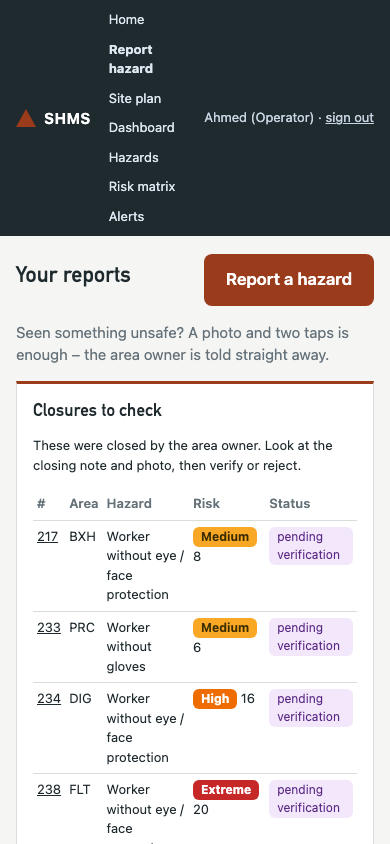 Home
Report
hazard
Site plan
Dashboard
Hazards
Risk matrix
Alerts
SHMS
Ahmed (Operator) · sign out
Your reports
Report a hazard
Seen something unsafe? A photo and two taps is
enough – the area owner is told straight away.
Closures to check
These were closed by the area owner. Look at the
closing note and photo, then verify or reject.
# Area Hazard Risk Status
217 BXH Worker Medium pending
without eye / 8 verification
face
protection
233 PRC Worker Medium pending
without 6 verification
gloves
234 DIG Worker High 16 pending
without eye / verification
face
protection
238 FLT Worker Extreme pending
without eye / 20 verification
face